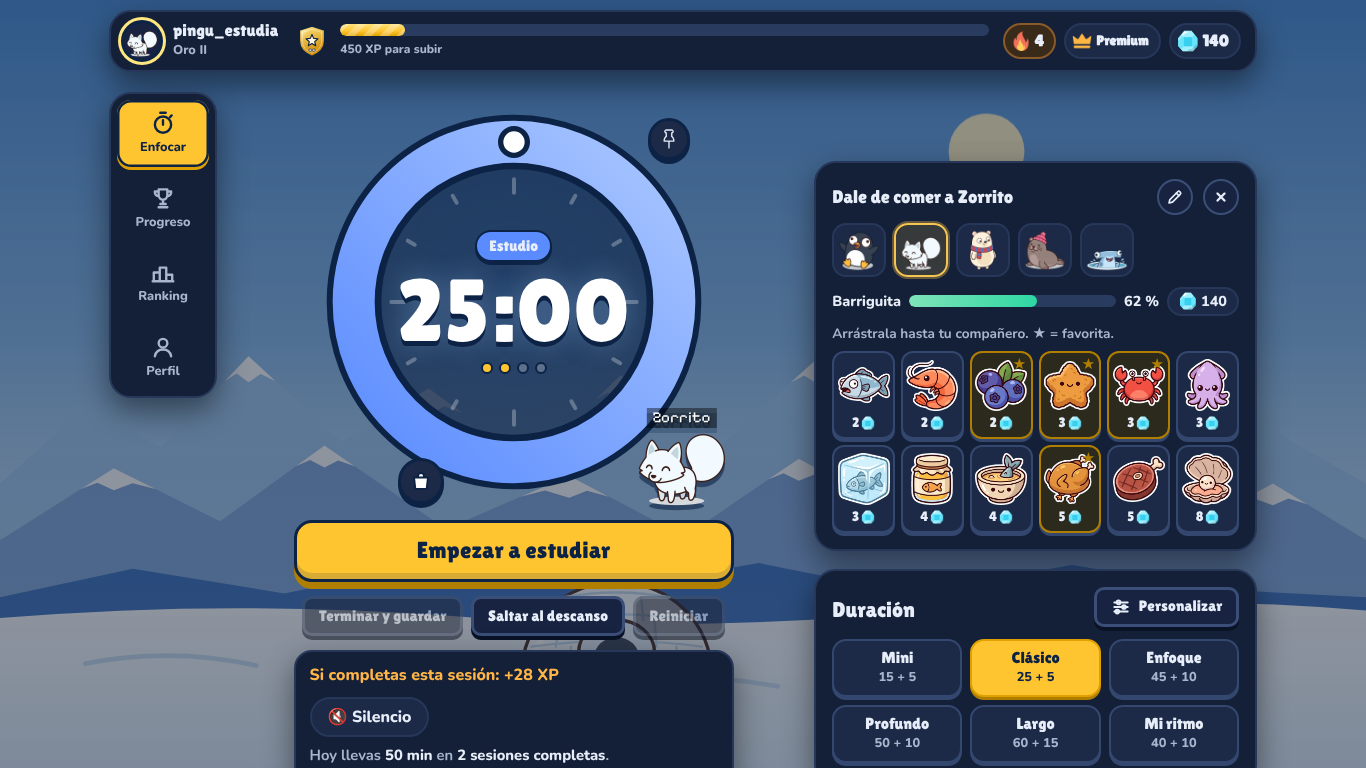 pingu_estudia
Oro II
450 XP para subir
4
Premium
140
Enfocar
Progreso
Ranking
Perfil
Estudio
25:00
Zorrito
Empezar a estudiar
Terminar y guardar
Saltar al descanso
Reiniciar
Si completas esta sesión: +28 XP
Silencio
Hoy llevas 50 min en 2 sesiones completas.
Dale de comer a Zorrito
Barriguita 62 % 140
Arrástrala hasta tu compañero. ★ = favorita.
2 2 2 3 3 3
3 4 4 5 5 8
Duración
Personalizar
Mini
15 + 5
Clásico
25 + 5
Enfoque
45 + 10
Profundo
50 + 10
Largo
60 + 15
Mi ritmo
40 + 10